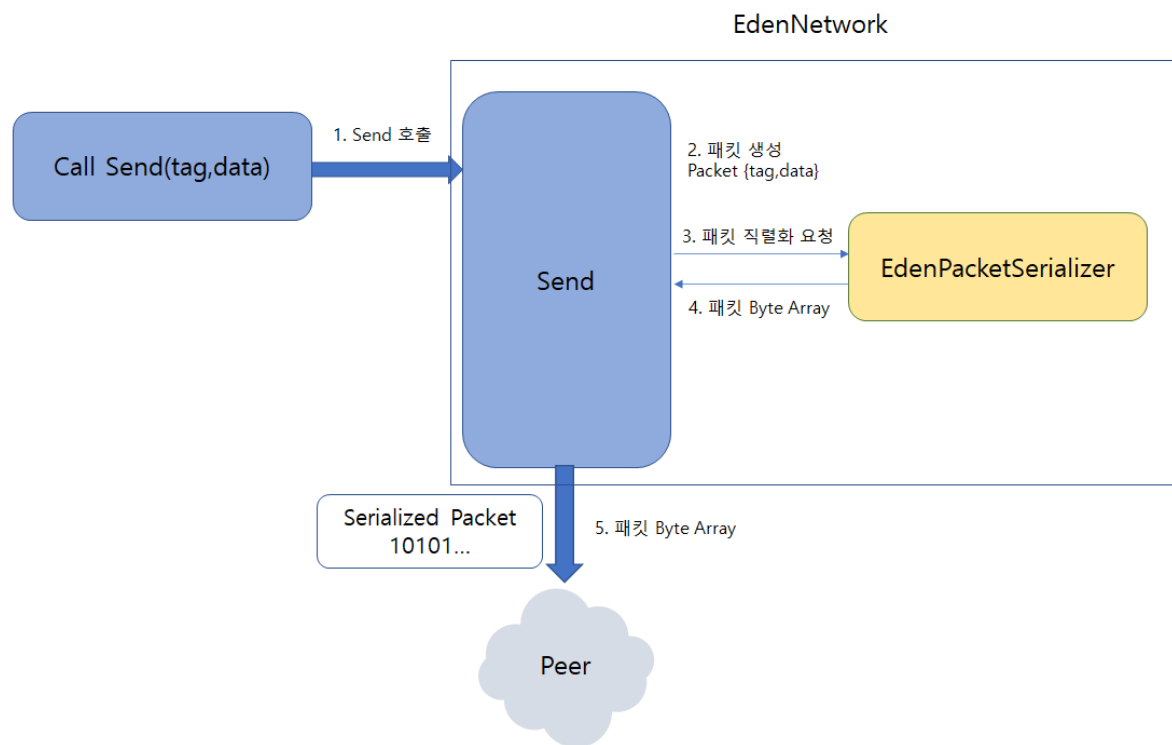 EdenNetwork
Call Send(tag,data)
1. Send 호출
Send
2. 패킷 생성
Packet {tag,data}
3. 패킷 직렬화 요청
EdenPacketSerializer
4. 패킷 Byte Array
Serialized Packet
10101...
5. 패킷 Byte Array
Peer